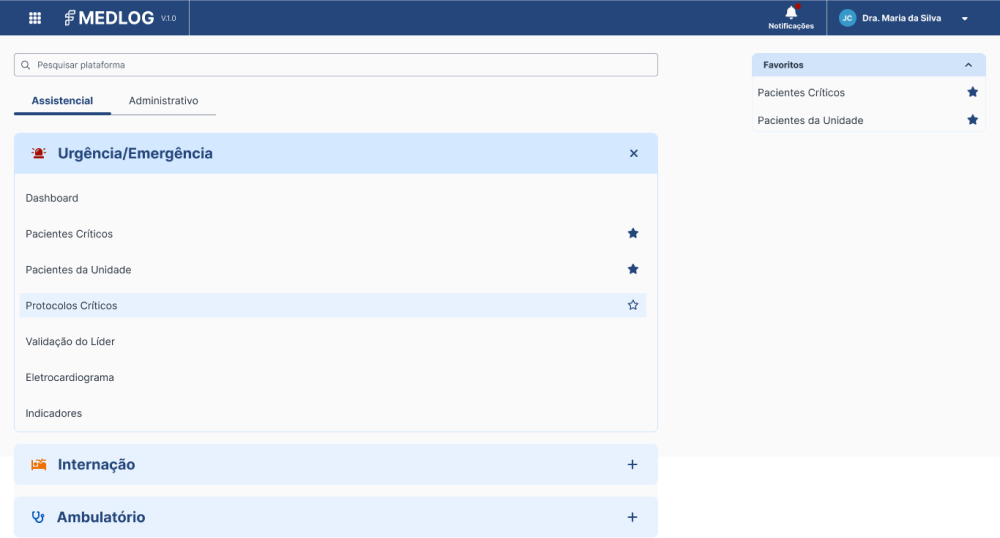 MEDLOG V.1.0
Notificações
JC Dra. Maria da Silva
Pesquisar plataforma
Assistencial Administrativo
Urgência/Emergência
Dashboard
Pacientes Críticos
Pacientes da Unidade
Protocolos Críticos
Validação do Líder
Eletrocardiograma
Indicadores
Internação
Ambulatório
Favoritos
Pacientes Críticos
Pacientes da Unidade